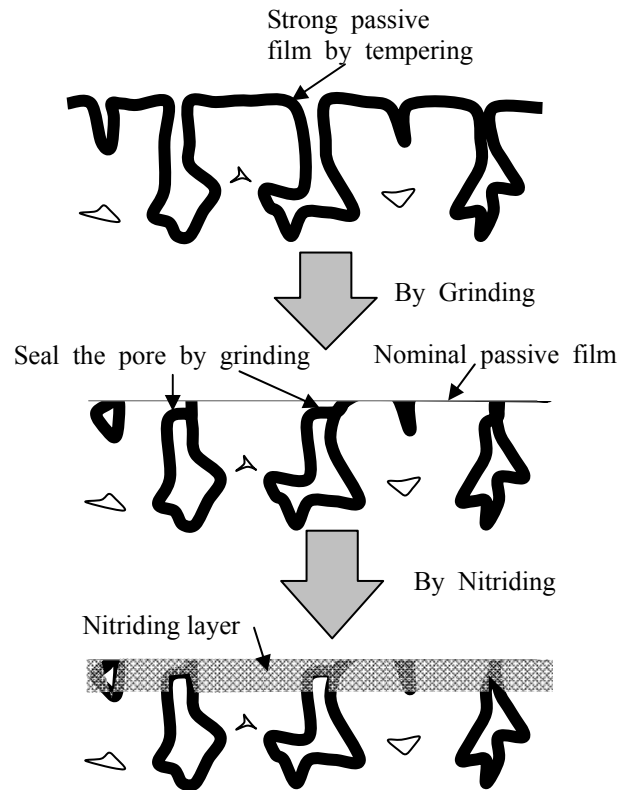 Strong passive
film by tempering
By Grinding
Seal the pore by grinding
Nominal passive film
By Nitriding
Nitriding layer